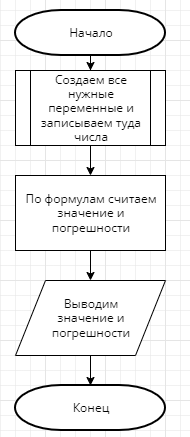 Начало
Создаем все
нужные
переменные и
записываем туда
числа
По формулам считаем
значение и
погрешности
Выводим
значение и
погрешности
Конец